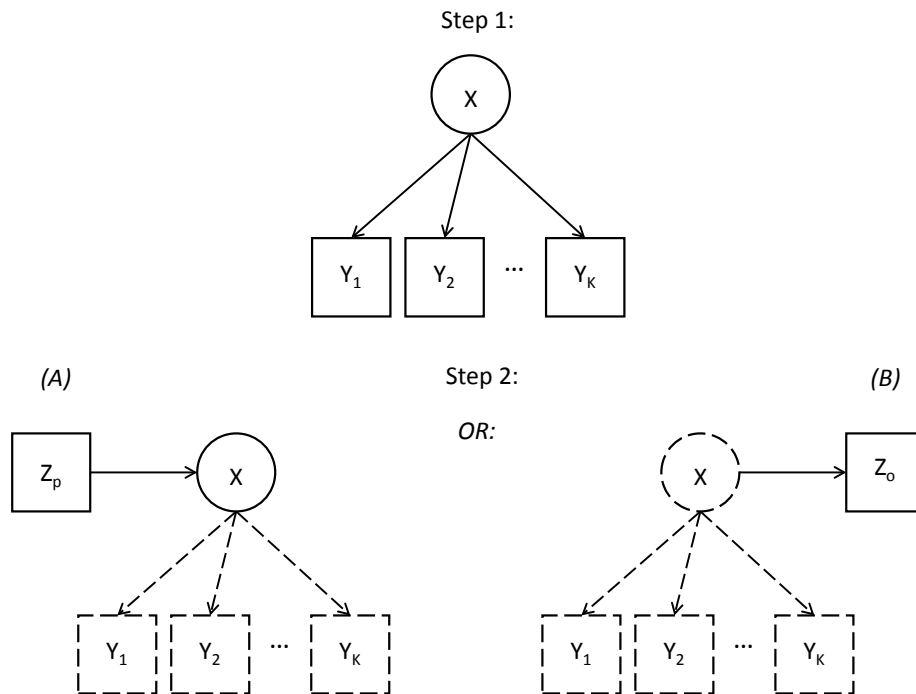 Step 1:
X
Y1 Y2 ... YK
(A) Step 2: (B)
OR:
Zp X X Zo
Y1 Y2 ... YK Y1 Y2 ... YK